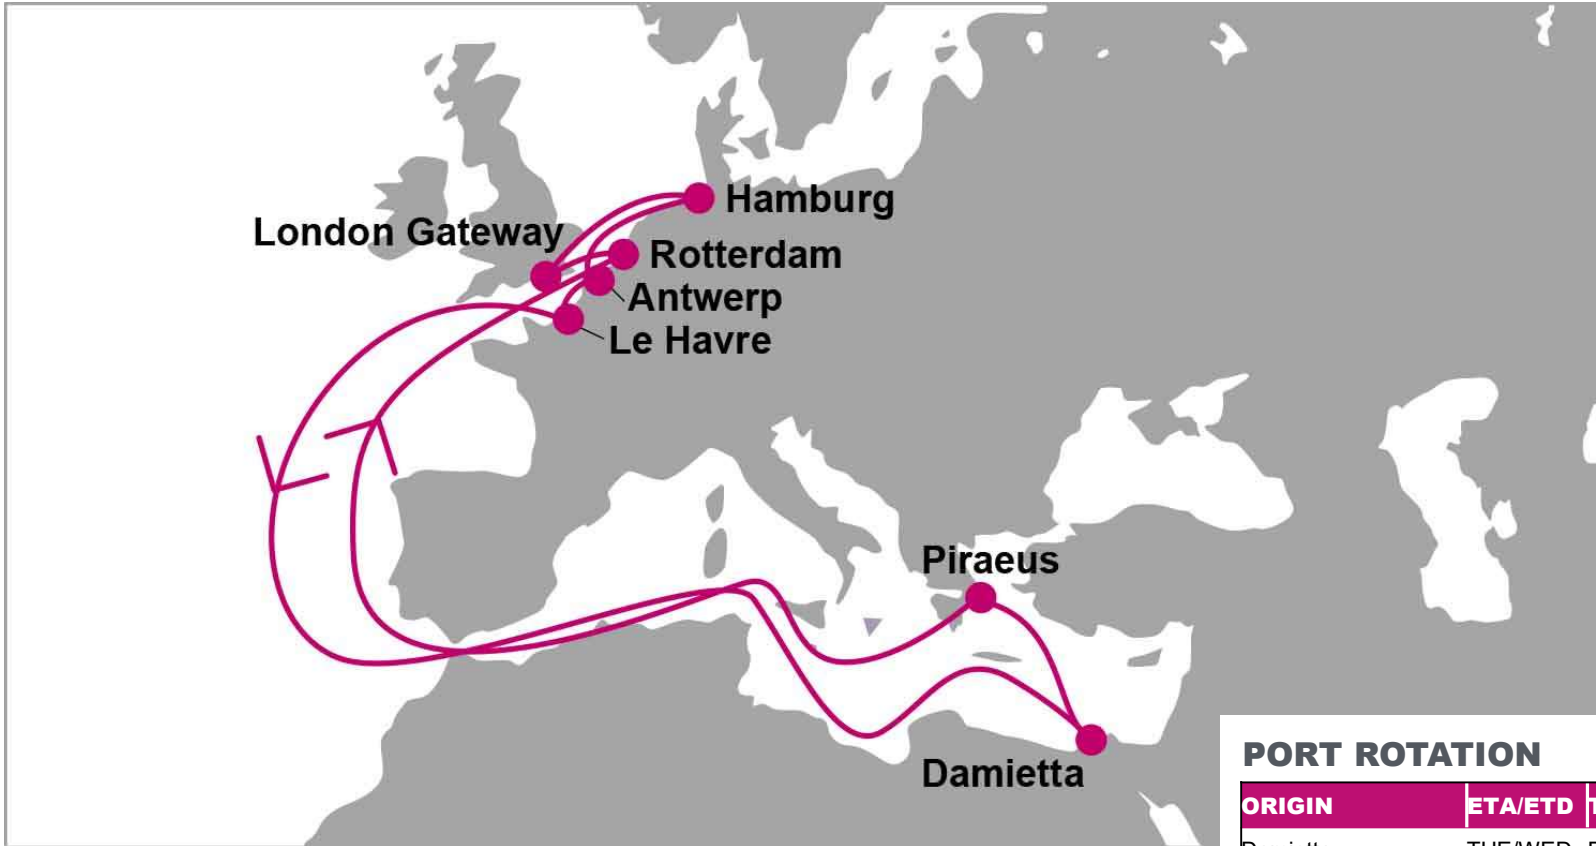 Hamburg
London Gateway
Rotterdam
Antwerp
Le Havre
Piraeus
Damietta
PORT ROTATION
ORIGIN ETA/ETD